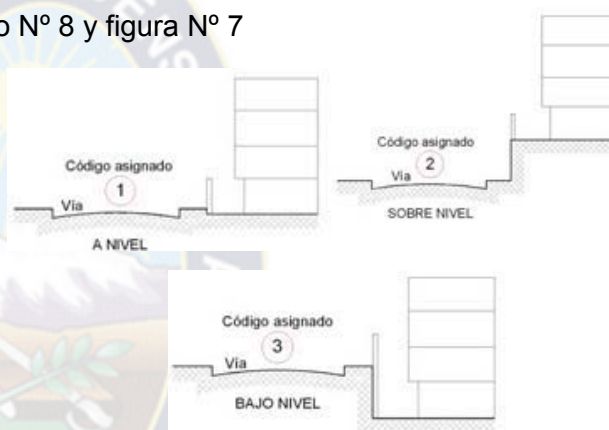 o Nº 8 y figura Nº 7
Código asignado
1
Vía
A NIVEL
Código asignado
2
Vía
SOBRE NIVEL
Código asignado
3
Vía
BAJO NIVEL